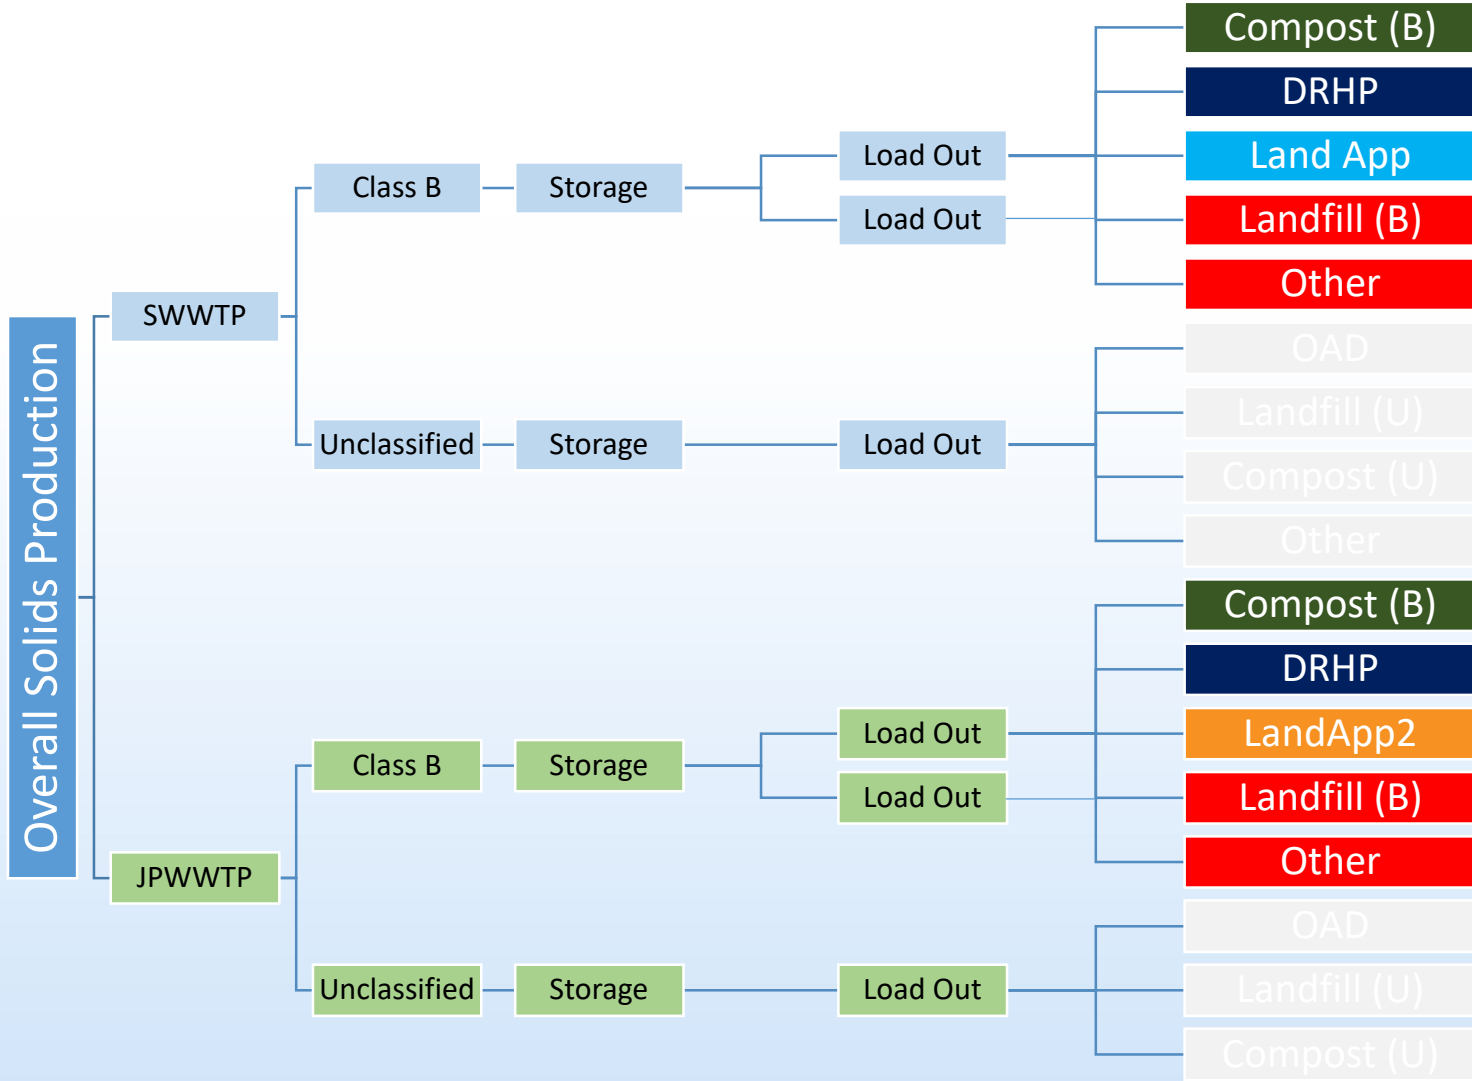 Overall Solids Production
SWWTP
Class B
Storage
Load Out
Load Out
Compost (B)
DRHP
Land App
Landfill (B)
Other
Unclassified
Storage
Load Out
OAD
Landfill (U)
Compost (U)
Other
JPWWTP
Class B
Storage
Load Out
Load Out
Compost (B)
DRHP
LandApp2
Landfill (B)
Other
Unclassified
Storage
Load Out
OAD
Landfill (U)
Compost (U)